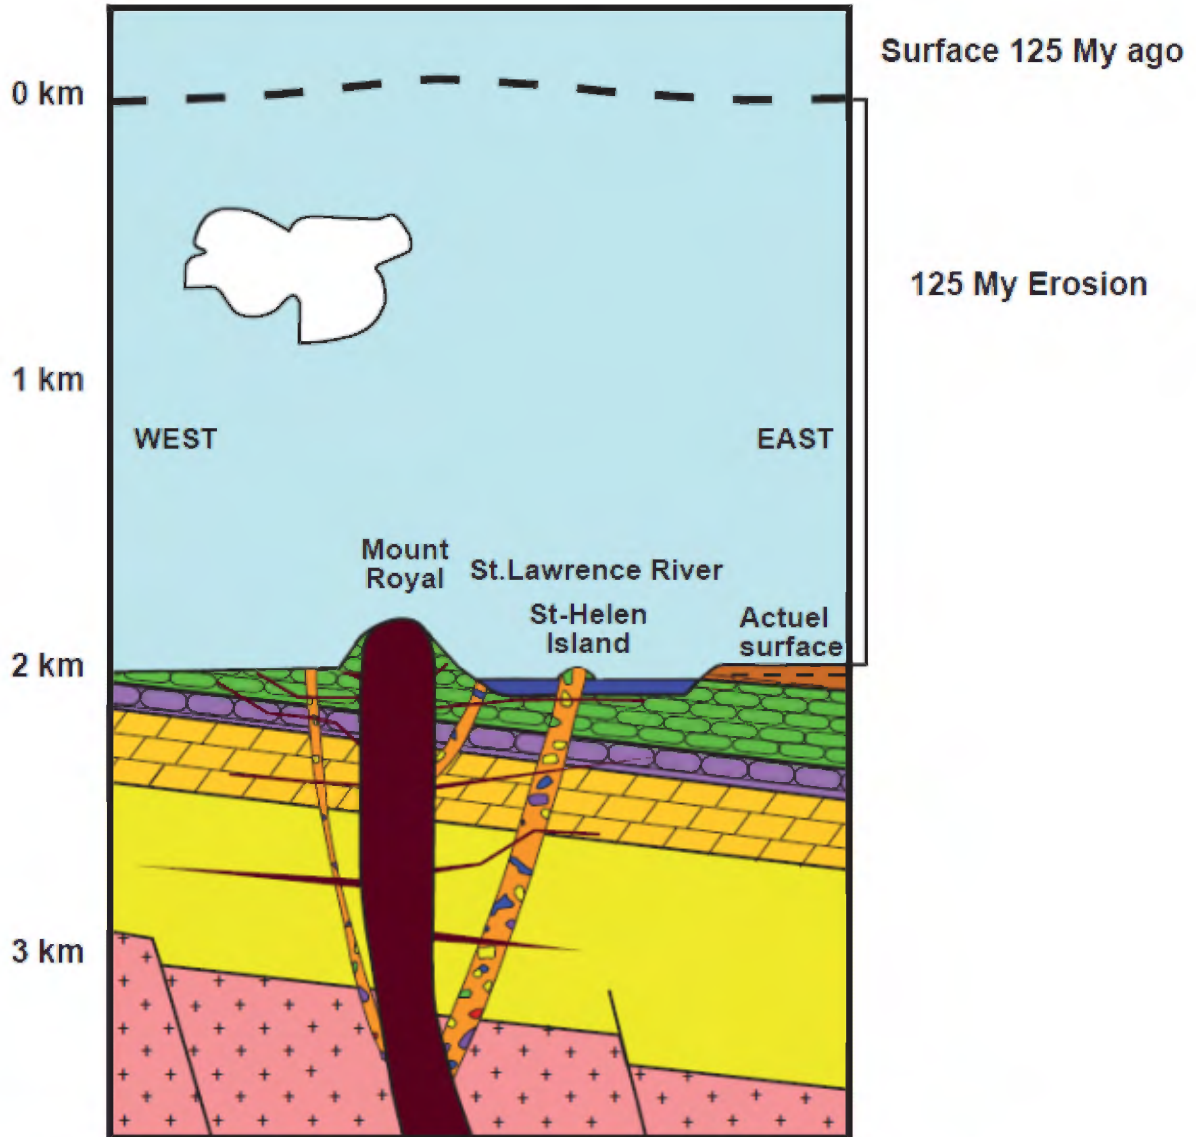 Surface 125 My ago
0 km
125 My Erosion
1 km
WEST
EAST
Mount
Royal
St.Lawrence River
St-Helen
Island
Actuel
surface
2 km
3 km